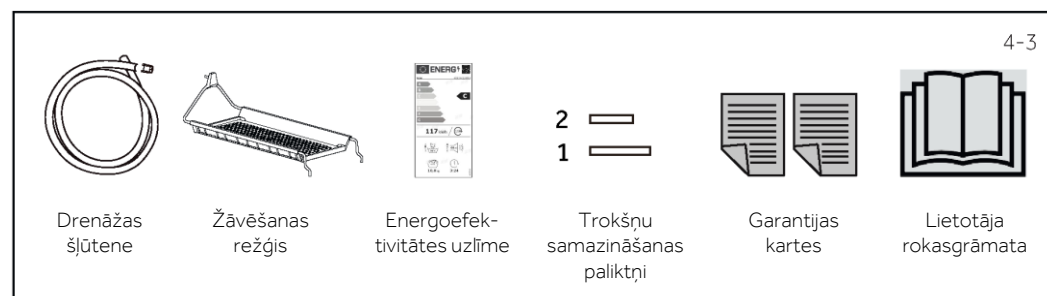 4-3
ENERG
C
117
2
1
Drenāžas
šļūtene
Žāvēšanas
režģis
Energoefek-
tivitātes uzlīme
Trokšņu
samazināšanas
paliktņi
Garantijas
kartes
Lietotāja
rokasgrāmata